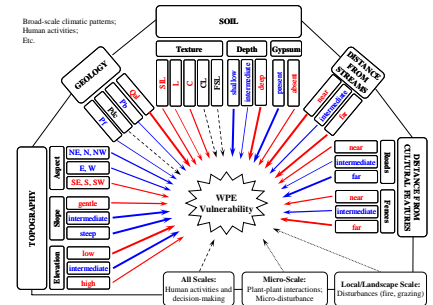 Broad-scale climatic patterns;
Human activities;
Etc.
SOIL
Texture
Depth
Gypsum
SIL
L
C
CL
FSL
shallow
intermediate
deep
present
absent
GEOLOGY
Pf
Pdc
Pb
Qal
DISTANCE
FROM
STREAMS
near
intermediate
far
TOPOGRAPHY
Aspect
NE, N, NW
E, W
SE, S, SW
Slope
gentle
intermediate
steep
Elevation
low
intermediate
high
DISTANCE FROM
CULTURAL FEATURES
Roads
near
intermediate
far
Fences
near
intermediate
far
WPE
Vulnerability
All Scales:
Human activities and
decision-making
Micro-Scale:
Plant-plant interactions;
Micro-disturbance
Local/Landscape Scale:
Disturbances (fire, grazing)